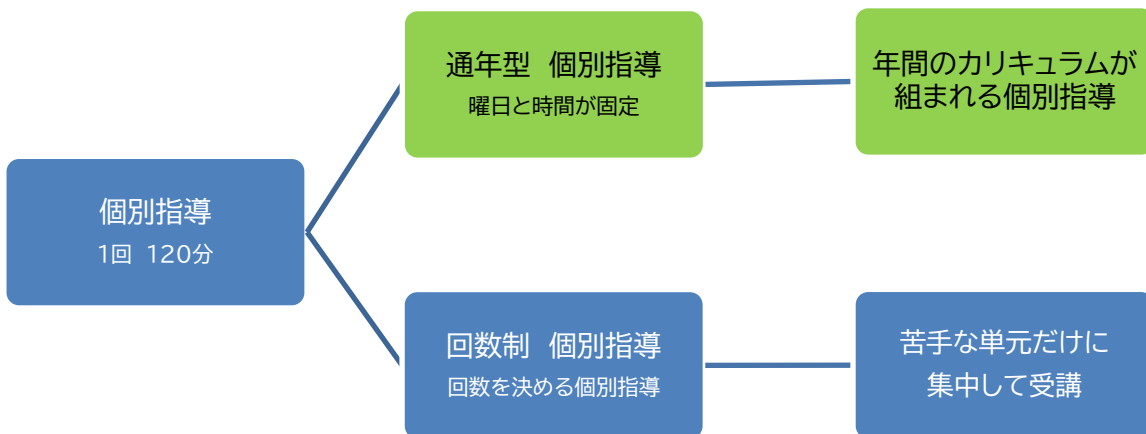 個別指導
1回 120分
通年型 個別指導
曜日と時間が固定
年間のカリキュラムが
組まれる個別指導
回数制 個別指導
回数を決める個別指導
苦手な単元だけに
集中して受講